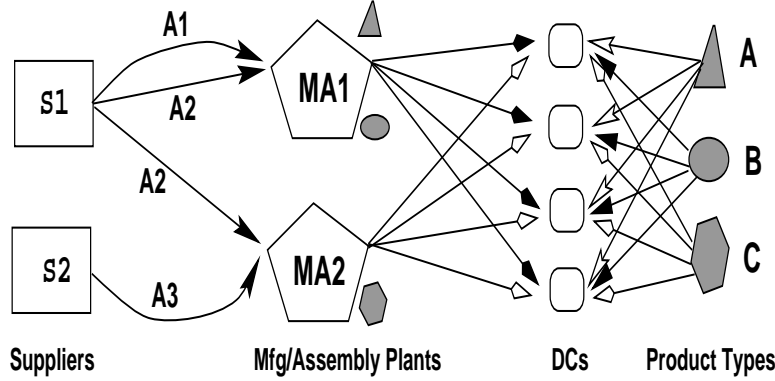 A1
A
S1
MA1
A2
B
A2
S2
MA2
C
A3
Suppliers
Mfg/Assembly Plants
DCs
Product Types